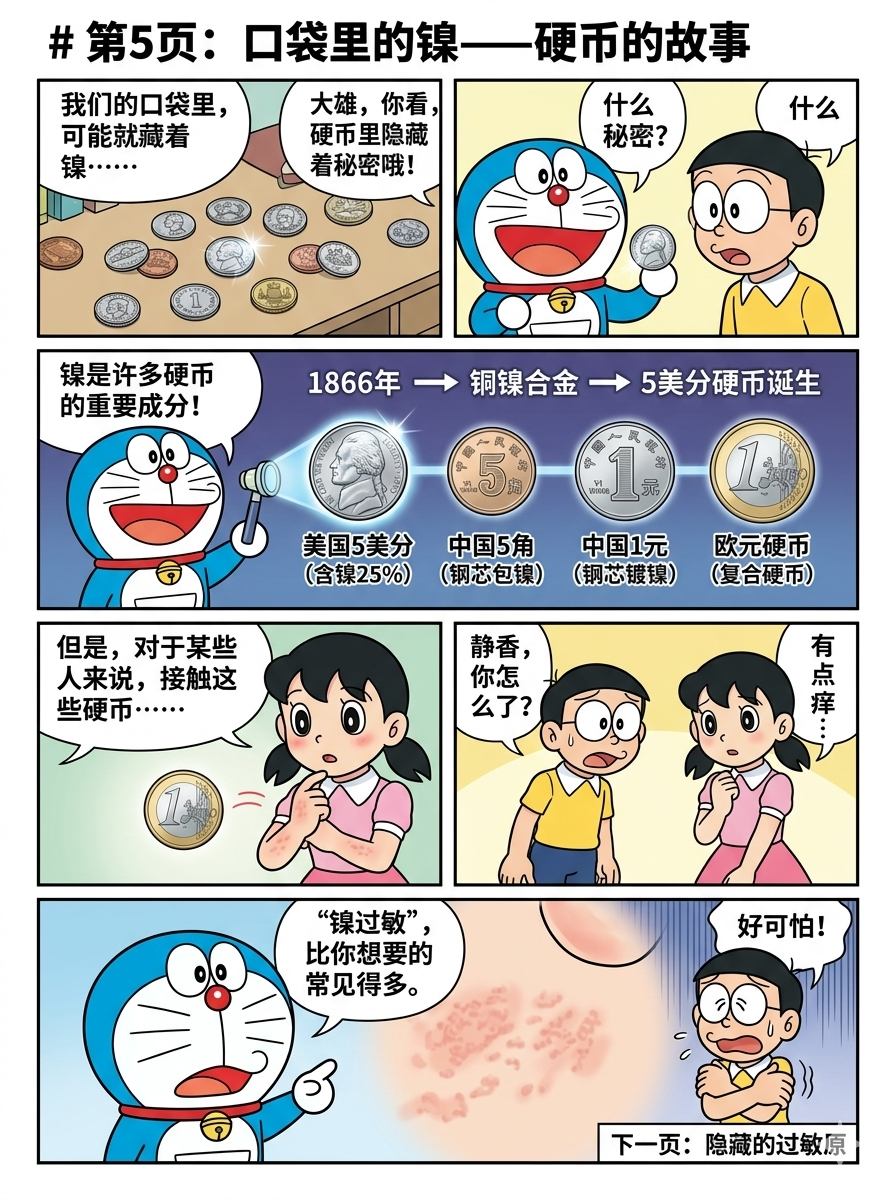 # 第5页：口袋里的镍——硬币的故事
我们的口袋里，
可能就藏着
镍……
大雄，你看，
硬币里隐藏
着秘密哦！
什么
秘密？
什么
镍是许多硬币
的重要成分！
1866年 → 铜镍合金 → 5美分硬币诞生
5
角
1
元
1
美国5美分
（含镍25%）
中国5角
（钢芯包镍）
中国1元
（钢芯镀镍）
欧元硬币
（复合硬币）
但是，对于某些
人来说，接触这
些硬币……
1
静香，
你怎
么了？
有点痒…
“镍过敏”，
比你想要的
常见得多。
好可怕！
下一页：隐藏的过敏原